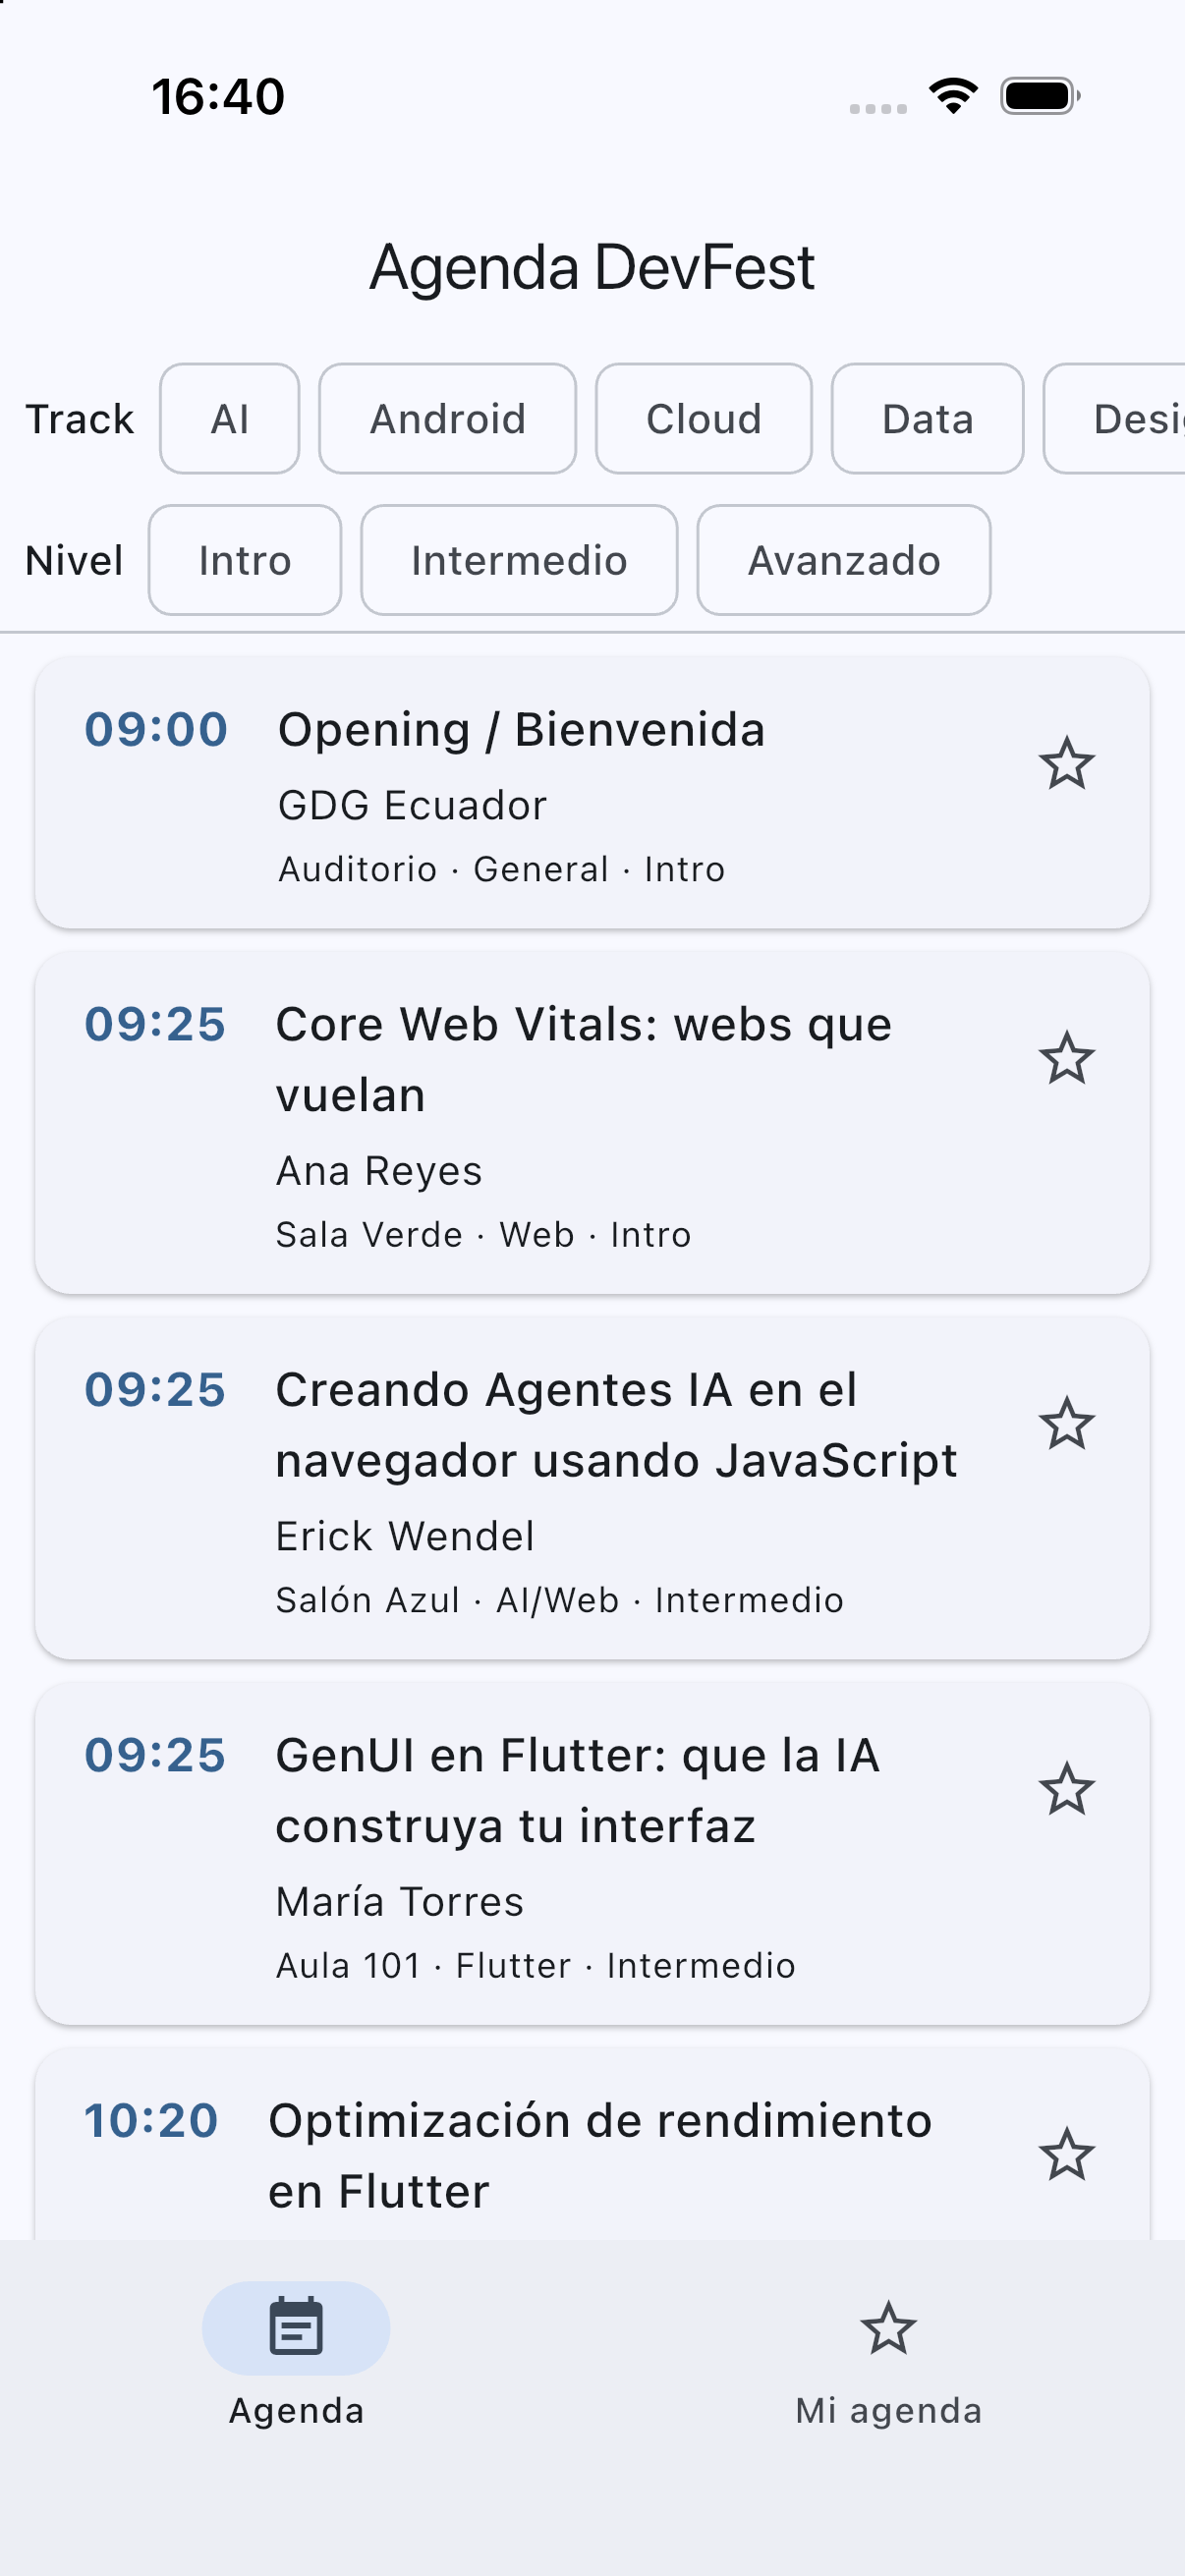 16:40
Agenda DevFest
Track AI Android Cloud Data
Nivel Intro Intermedio Avanzado
09:00 Opening / Bienvenida
GDG Ecuador
Auditorio · General · Intro
09:25 Core Web Vitals: webs que
vuelan
Ana Reyes
Sala Verde · Web · Intro
09:25 Creando Agentes IA en el
navegador usando JavaScript
Erick Wendel
Salón Azul · AI/Web · Intermedio
09:25 GenUI en Flutter: que la IA
construya tu interfaz
María Torres
Aula 101 · Flutter · Intermedio
10:20 Optimización de rendimiento
en Flutter
Agenda Mi agenda